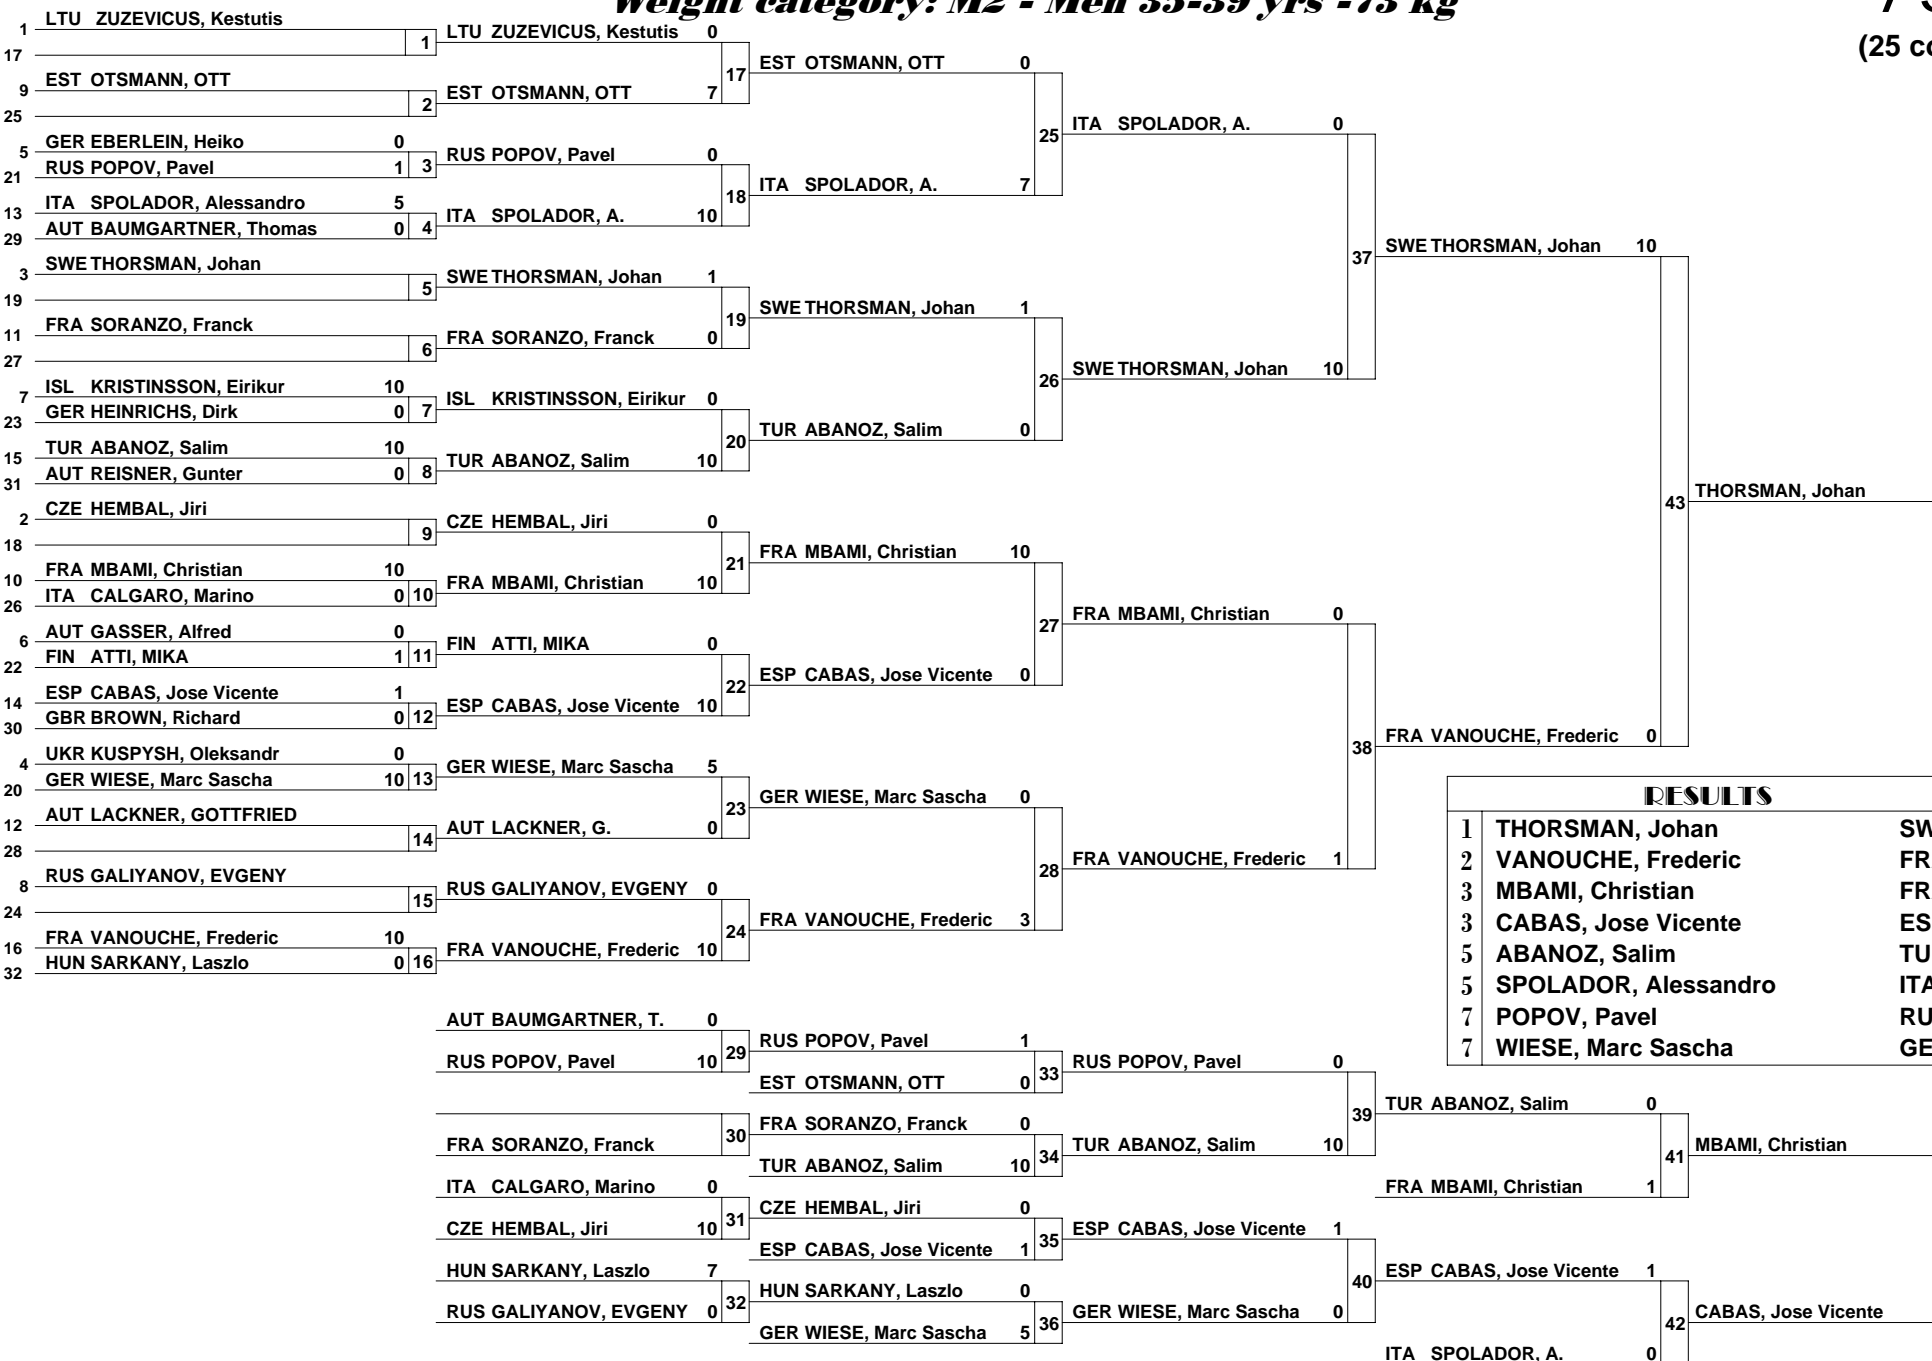 Weight category: M2 - Men 35-39 yrs -73 kg
(25 co
1 LTU ZUZEVICUS, Kestutis
17
1
9 EST OTSMANN, OTT
25
2
5 GER EBERLEIN, Heiko 0
21 RUS POPOV, Pavel 1
3
13 ITA SPOLADOR, Alessandro 5
29 AUT BAUMGARTNER, Thomas 0
4
3 SWE THORSMAN, Johan
19
5
11 FRA SORANZO, Franck
27
6
7 ISL KRISTINSSON, Eirikur 10
23 GER HEINRICHS, Dirk 0
7
15 TUR ABANOZ, Salim 10
31 AUT REISNER, Gunter 0
8
2 CZE HEMBAL, Jiri
18
9
10 FRA MBAMI, Christian 10
26 ITA CALGARO, Marino 0
10
6 AUT GASSER, Alfred 0
22 FIN ATTI, MIKA 1
11
14 ESP CABAS, Jose Vicente 1
30 GBR BROWN, Richard 0
12
4 UKR KUSPYSH, Oleksandr 0
20 GER WIESE, Marc Sascha 10
13
12 AUT LACKNER, GOTTFRIED
28
14
8 RUS GALIYANOV, EVGENY
24
15
16 FRA VANOUCHE, Frederic 10
32 HUN SARKANY, Laszlo 0
16
LTU ZUZEVICUS, Kestutis 0
EST OTSMANN, OTT 7
17
RUS POPOV, Pavel 0
ITA SPOLADOR, A. 10
18
SWE THORSMAN, Johan 1
FRA SORANZO, Franck 0
19
ISL KRISTINSSON, Eirikur 0
TUR ABANOZ, Salim 10
20
CZE HEMBAL, Jiri 0
FRA MBAMI, Christian 10
21
FIN ATTI, MIKA 0
ESP CABAS, Jose Vicente 10
22
GER WIESE, Marc Sascha 5
AUT LACKNER, G. 0
23
RUS GALIYANOV, EVGENY 0
FRA VANOUCHE, Frederic 10
24
EST OTSMANN, OTT 0
ITA SPOLADOR, A. 7
25
SWE THORSMAN, Johan 1
TUR ABANOZ, Salim 0
26
FRA MBAMI, Christian 10
ESP CABAS, Jose Vicente 0
27
GER WIESE, Marc Sascha 0
FRA VANOUCHE, Frederic 3
28
ITA SPOLADOR, A. 0
SWE THORSMAN, Johan 10
37
FRA MBAMI, Christian 0
FRA VANOUCHE, Frederic 1
38
SWE THORSMAN, Johan 10
FRA VANOUCHE, Frederic 0
43
THORSMAN, Johan
RESULTS
1 THORSMAN, Johan SW
2 VANOUCHE, Frederic FR
3 MBAMI, Christian FR
3 CABAS, Jose Vicente ES
5 ABANOZ, Salim TU
5 SPOLADOR, Alessandro ITA
7 POPOV, Pavel RU
7 WIESE, Marc Sascha GE
AUT BAUMGARTNER, T. 0
RUS POPOV, Pavel 10
29
FRA SORANZO, Franck
30
ITA CALGARO, Marino 0
CZE HEMBAL, Jiri 10
31
HUN SARKANY, Laszlo 7
RUS GALIYANOV, EVGENY 0
32
RUS POPOV, Pavel 1
EST OTSMANN, OTT 0
33
FRA SORANZO, Franck 0
TUR ABANOZ, Salim 10
34
CZE HEMBAL, Jiri 0
ESP CABAS, Jose Vicente 1
35
HUN SARKANY, Laszlo 0
GER WIESE, Marc Sascha 5
36
RUS POPOV, Pavel 0
TUR ABANOZ, Salim 10
39
ESP CABAS, Jose Vicente 1
GER WIESE, Marc Sascha 0
40
TUR ABANOZ, Salim 0
FRA MBAMI, Christian 1
41
MBAMI, Christian
ESP CABAS, Jose Vicente 1
ITA SPOLADOR, A. 0
42
CABAS, Jose Vicente